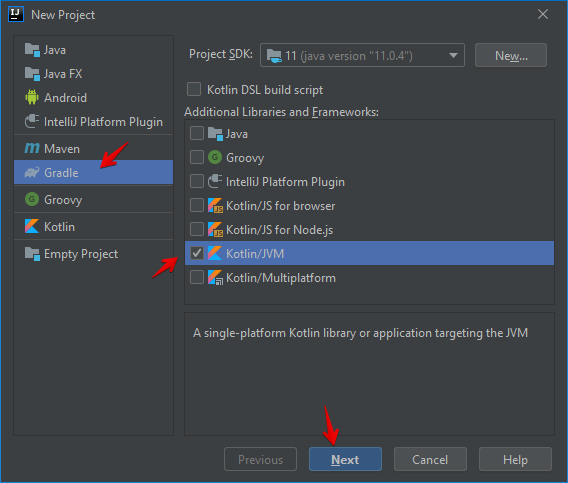 IJ New Project
Java
Java FX
Android
IntelliJ Platform Plugin
Maven
Gradle
Groovy
Kotlin
Empty Project
Project SDK: 11 (java version "11.0.4") New...
Kotlin DSL build script
Additional Libraries and Frameworks:
Java
Groovy
IntelliJ Platform Plugin
Kotlin/JS for browser
Kotlin/JS for Node.js
Kotlin/JVM
Kotlin/Multiplatform
A single-platform Kotlin library or application targeting the JVM
Previous Next Cancel Help